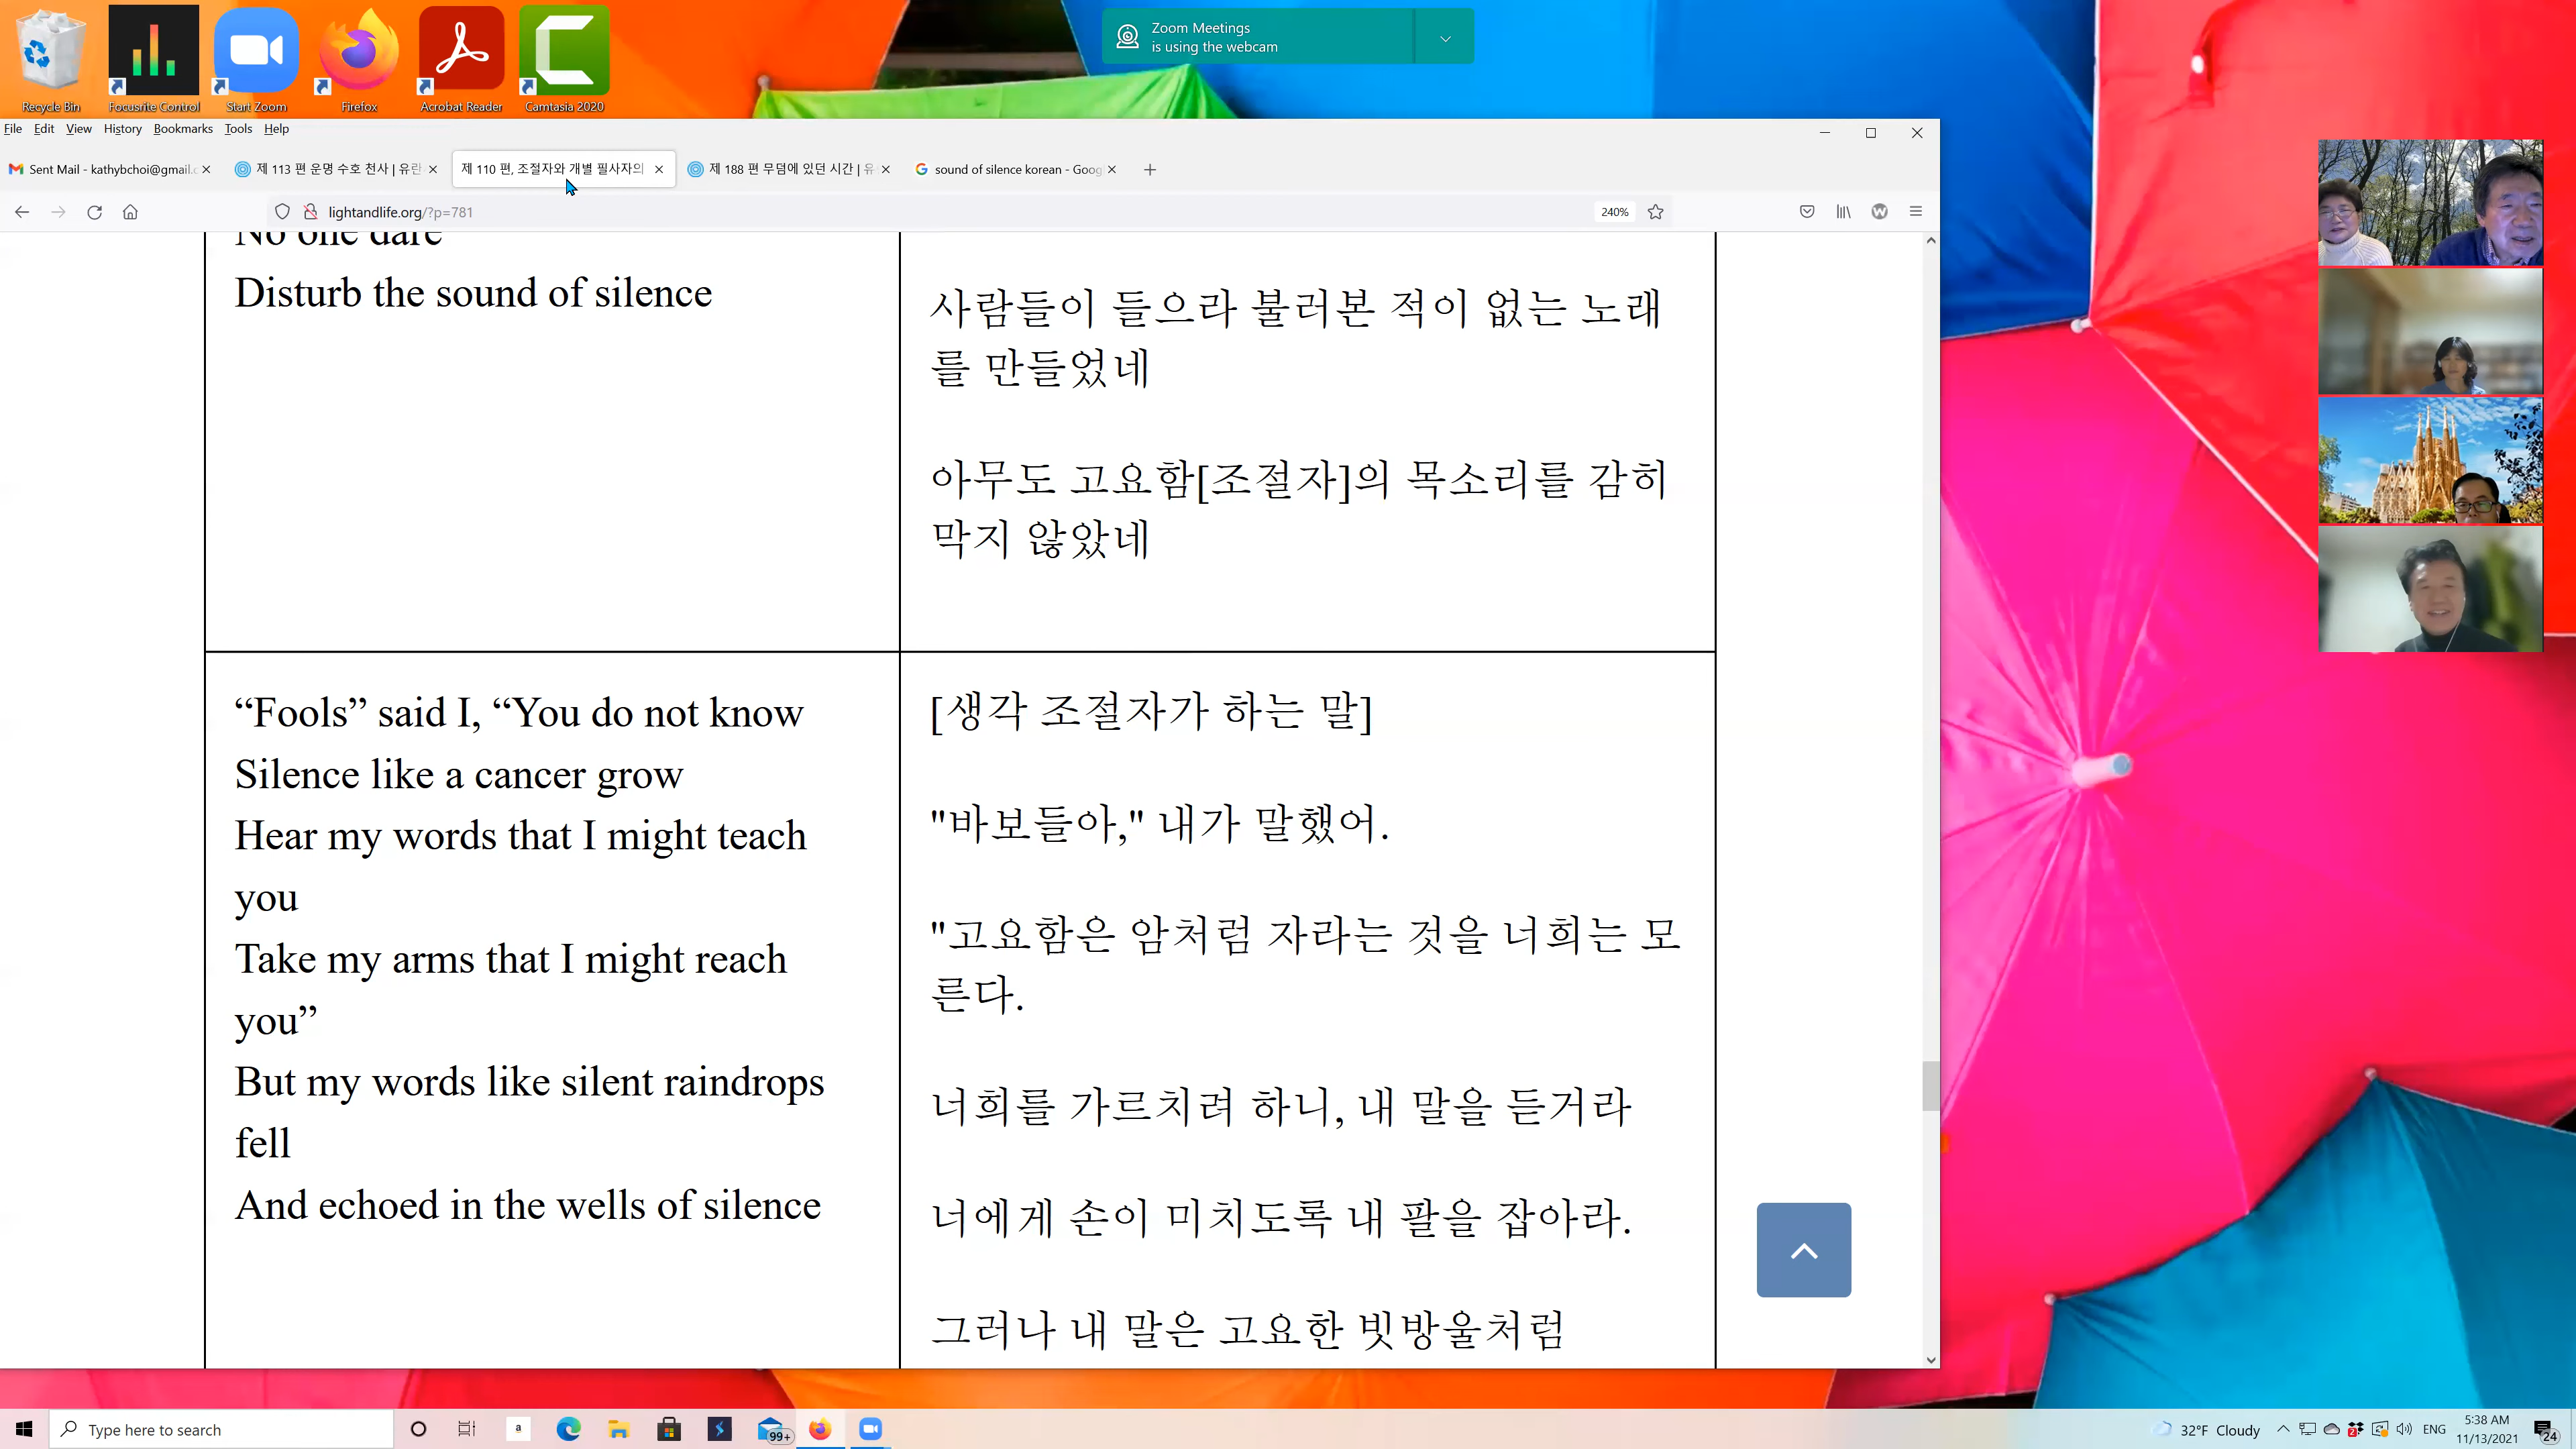 Recycle Bin
Focusrite Control
Start Zoom
Firefox
Acrobat Reader
Camtasia 2020
Zoom Meetings
is using the webcam
File Edit View History Bookmarks Tools Help
Sent Mail - kathybchoi@gmail.c
제 113 편 운명 수호 천사 | 유란
제 110 편, 조절자와 개별 필사자의
제 188 편 무덤에 있던 시간 | 유
sound of silence korean - Goog
lightandlife.org/?p=781
240%
No one dare
Disturb the sound of silence
사람들이 들으라 불러본 적이 없는 노래
를 만들었네
아무도 고요함[조절자]의 목소리를 감히
막지 않았네
“Fools” said I, “You do not know
Silence like a cancer grow
Hear my words that I might teach
you
Take my arms that I might reach
you”
But my words like silent raindrops
fell
And echoed in the wells of silence
[생각 조절자가 하는 말]
"바보들아," 내가 말했어.
"고요함은 암처럼 자라는 것을 너희는 모
른다.
너희를 가르치려 하니, 내 말을 듣거라
너에게 손이 미치도록 내 팔을 잡아라.
그러나 내 말은 고요한 빗방울처럼
Type here to search
99+
32°F Cloudy
ENG
5:38 AM
11/13/2021
24